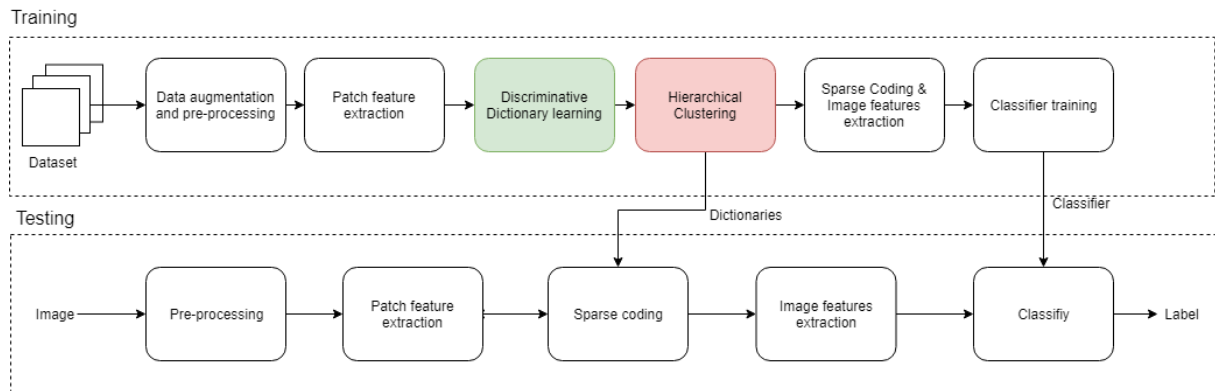 Training
Data augmentation
and pre-processing
Patch feature
extraction
Discriminative
Dictionary learning
Hierarchical
Clustering
Sparse Coding &
Image features
extraction
Classifier training
Dataset
Dictionaries
Classifier
Testing
Image
Pre-processing
Patch feature
extraction
Sparse coding
Image features
extraction
Classifiy
Label